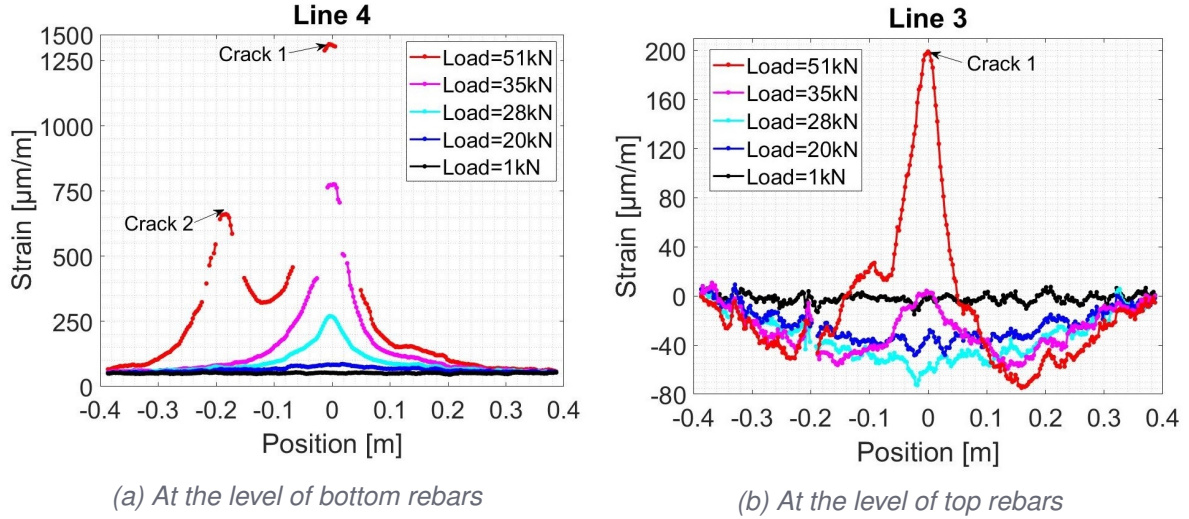 Line 4
1500
1250
1000
750
500
250
0
Strain [µm/m]
-0.4 -0.3 -0.2 -0.1 0 0.1 0.2 0.3 0.4
Position [m]
Crack 1
Crack 2
Load=51kN
Load=35kN
Load=28kN
Load=20kN
Load=1kN
(a) At the level of bottom rebars
Line 3
200
160
120
80
40
0
-40
-80
Strain [µm/m]
-0.4 -0.3 -0.2 -0.1 0 0.1 0.2 0.3 0.4
Position [m]
Crack 1
Load=51kN
Load=35kN
Load=28kN
Load=20kN
Load=1kN
(b) At the level of top rebars